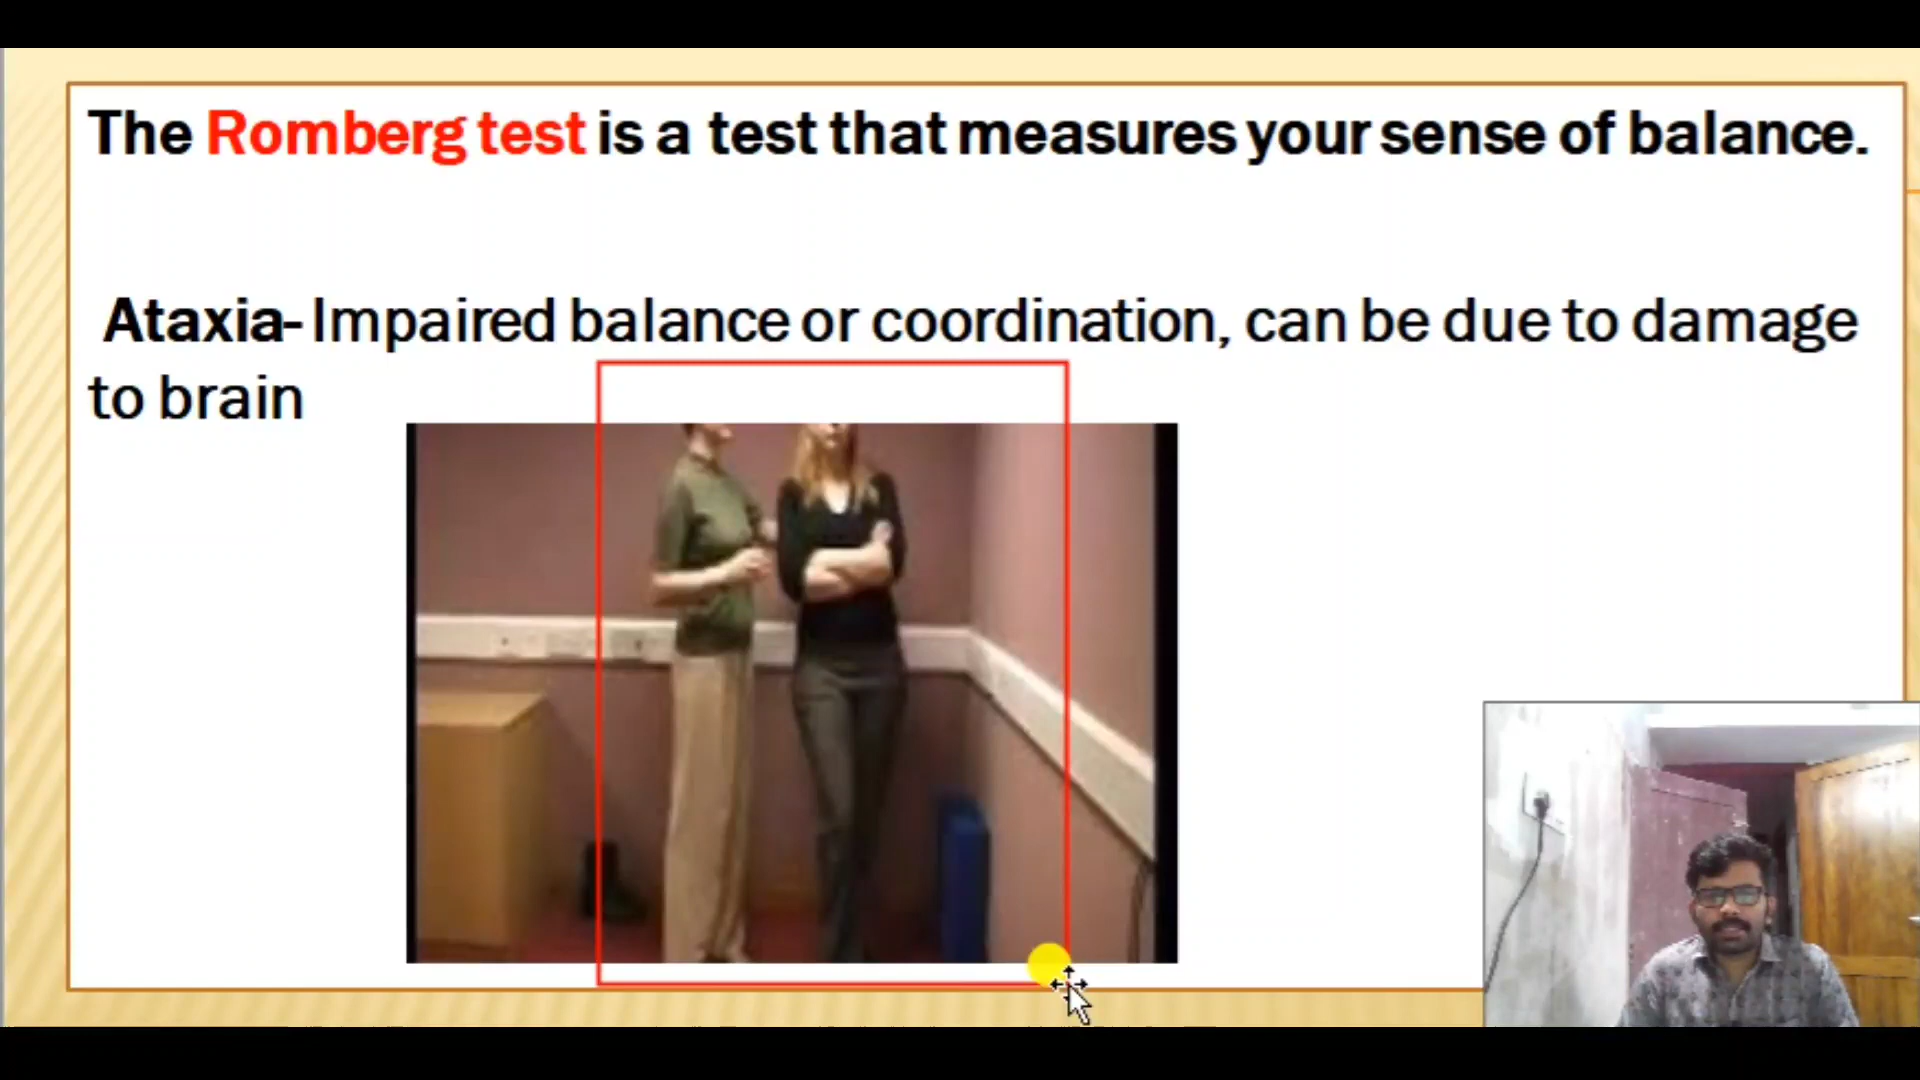 The Romberg test is a test that measures your sense of balance.
Ataxia- Impaired balance or coordination, can be due to damage
to brain